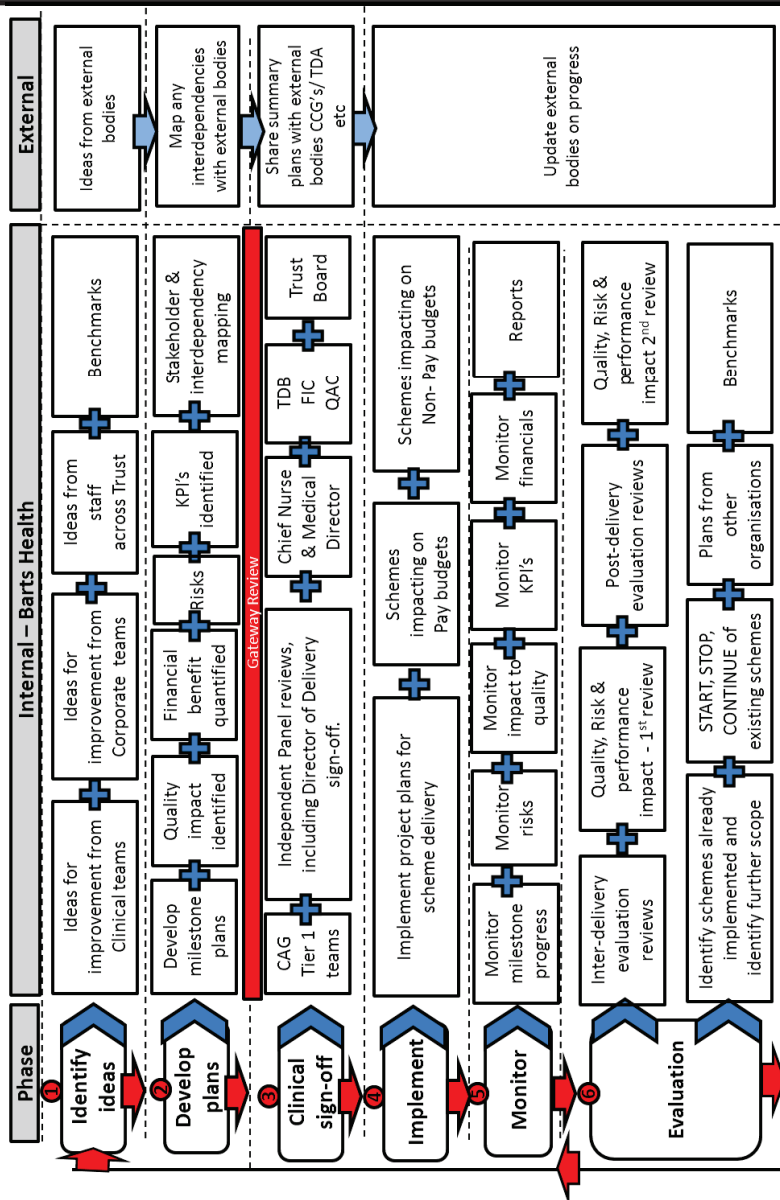 Phase
Internal – Barts Health
External
1
Identify
ideas
Ideas for
improvement from
Clinical teams
Ideas for
improvement from
Corporate teams
Ideas from
staff
across Trust
Benchmarks
Ideas from external
bodies
2
Develop
plans
Develop
milestone
plans
Quality
impact
identified
Financial
benefit
quantified
Risks
KPI's
identified
Stakeholder &
interdependency
mapping
Map any
interdependencies
with external bodies
Gateway Review
3
Clinical
sign-off
CAG
Tier 1
teams
Independent Panel reviews,
including Director of Delivery
sign-off.
Chief Nurse
& Medical
Director
TDB
FIC
QAC
Trust
Board
Share summary
plans with external
bodies CCG's/ TDA
etc
4
Implement
Implement project plans for
scheme delivery
Schemes
impacting on
Pay budgets
Schemes impacting on
Non- Pay budgets
Update external
bodies on progress
5
Monitor
Monitor
milestone
progress
Monitor
risks
Monitor
impact to
quality
Monitor
KPI's
Monitor
financials
Reports
6
Evaluation
Inter-delivery
evaluation
reviews
Quality, Risk &
performance
impact - 1st review
Post-delivery
evaluation reviews
Quality, Risk &
performance
impact 2nd review
Identify schemes already
implemented and
identify further scope
START, STOP,
CONTINUE of
existing schemes
Plans from
other
organisations
Benchmarks